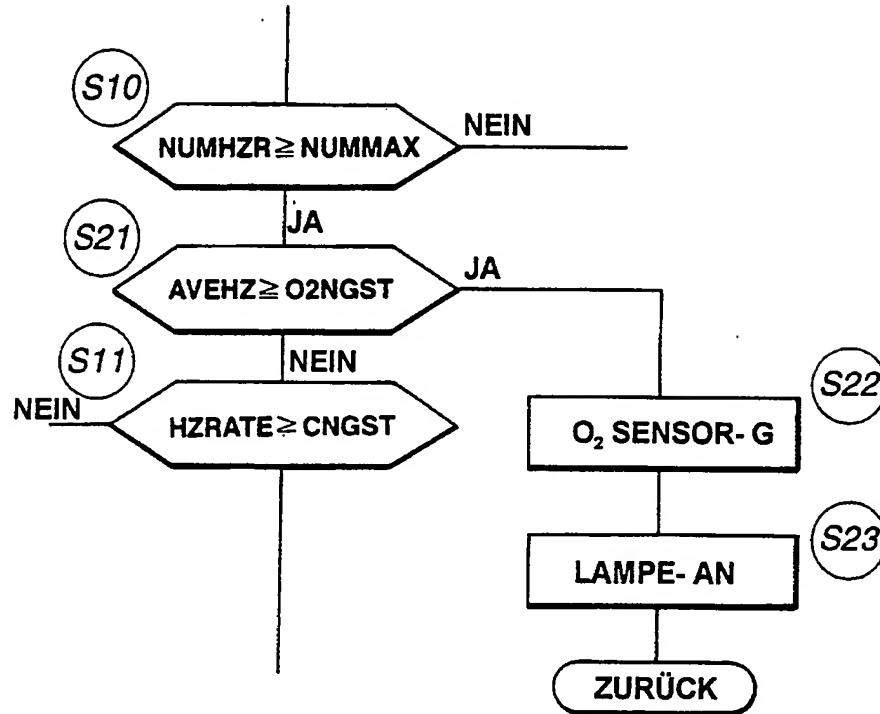 S10
NUMHZR ≧ NUMMAX
NEIN
JA
S21
AVEHZ ≧ O2NGST
JA
NEIN
S11
NEIN
HZRATE ≧ CNGST
S22
O₂ SENSOR- G
S23
LAMPE- AN
ZURÜCK